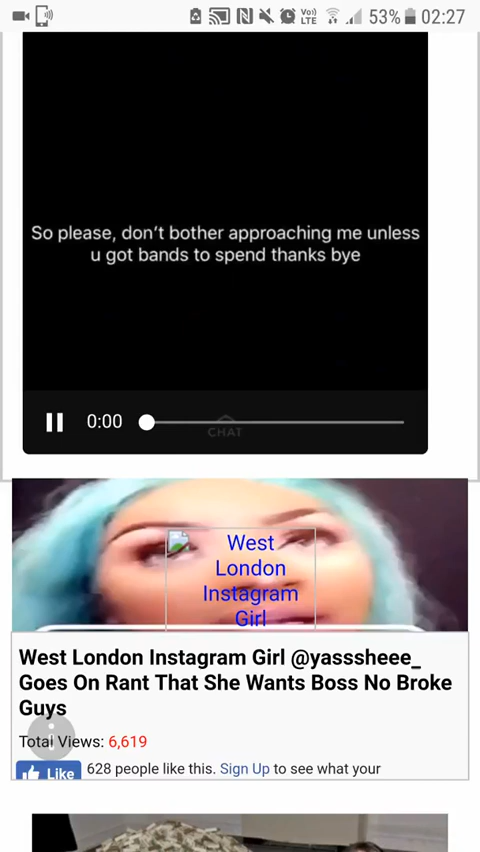 Vo))
LTE
53%
02:27
So please, don't bother approaching me unless
u got bands to spend thanks bye
0:00
CHAT
West
London
Instagram
Girl
West London Instagram Girl @yasssheee_
Goes On Rant That She Wants Boss No Broke
Guys
Total Views: 6,619
Like
628 people like this. Sign Up to see what your